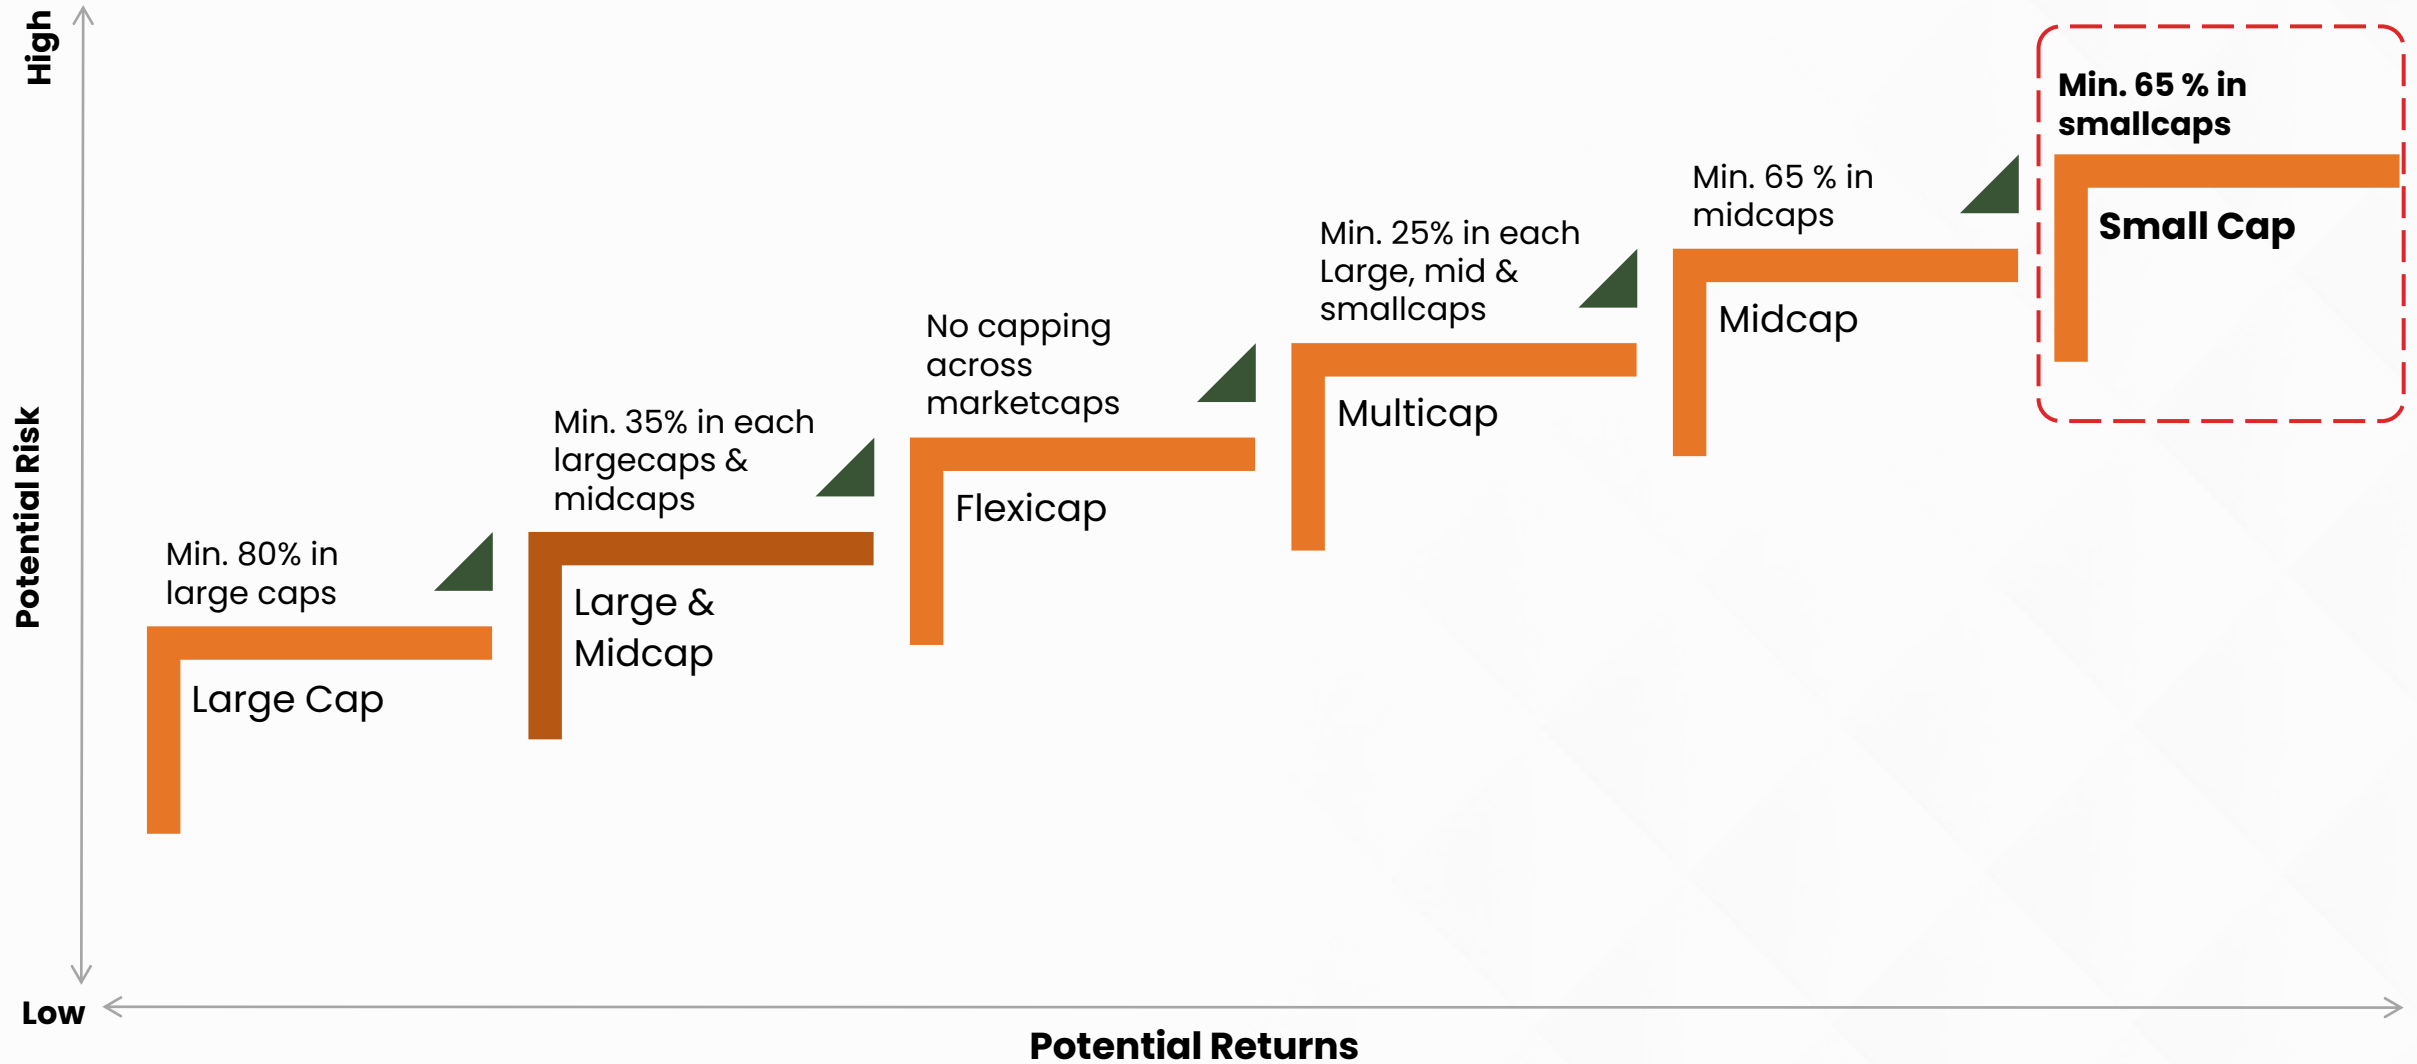 High
Potential Risk
Low
Potential Returns
Min. 80% in
large caps
Large Cap
Min. 35% in each
largecaps &
midcaps
Large &
Midcap
No capping
across
marketcaps
Flexicap
Min. 25% in each
Large, mid &
smallcaps
Multicap
Min. 65 % in
midcaps
Midcap
Min. 65 % in
smallcaps
Small Cap